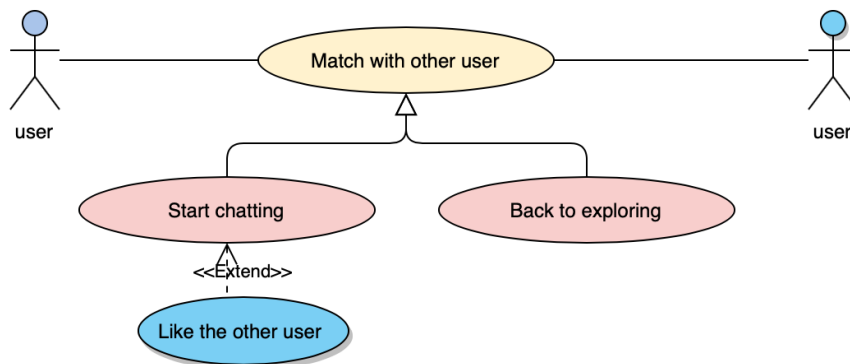 Match with other user
user
user
Start chatting
Back to exploring
<<Extend>>
Like the other user